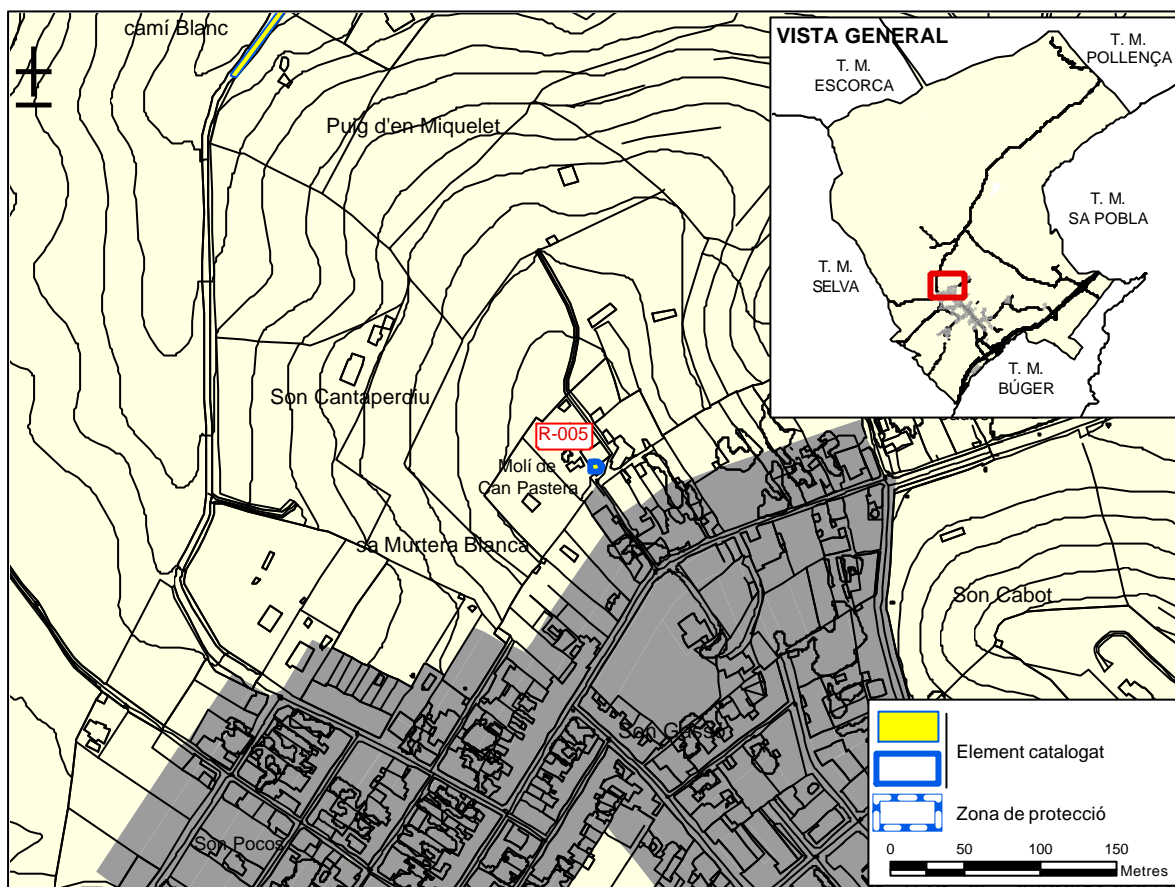 camí Blanc
Puig d'en Miquelet
Son Cantaperdiu
R-005
Molí de
Can Pastera
sa Murtera Blanca
Son Cabot
Son Gussó
Son Pocos
VISTA GENERAL
T. M.
POLLENÇA
T. M.
ESCORCA
T. M.
SA POBLA
T. M.
SELVA
T. M.
BÚGER
Element catalogat
Zona de protecció
0 50 100 150
Metres